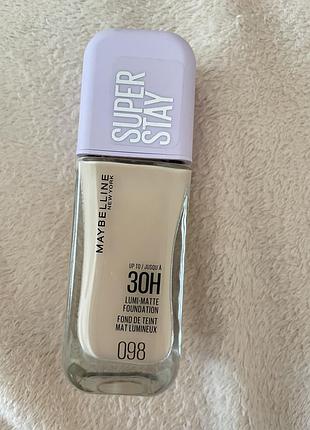 SUPER
STAY
MAYBELLINE
NEW YORK
UP TO / JUSQU'À
30H
LUMI-MATTE
FOUNDATION
FOND DE TEINT
MAT LUMINEUX
098